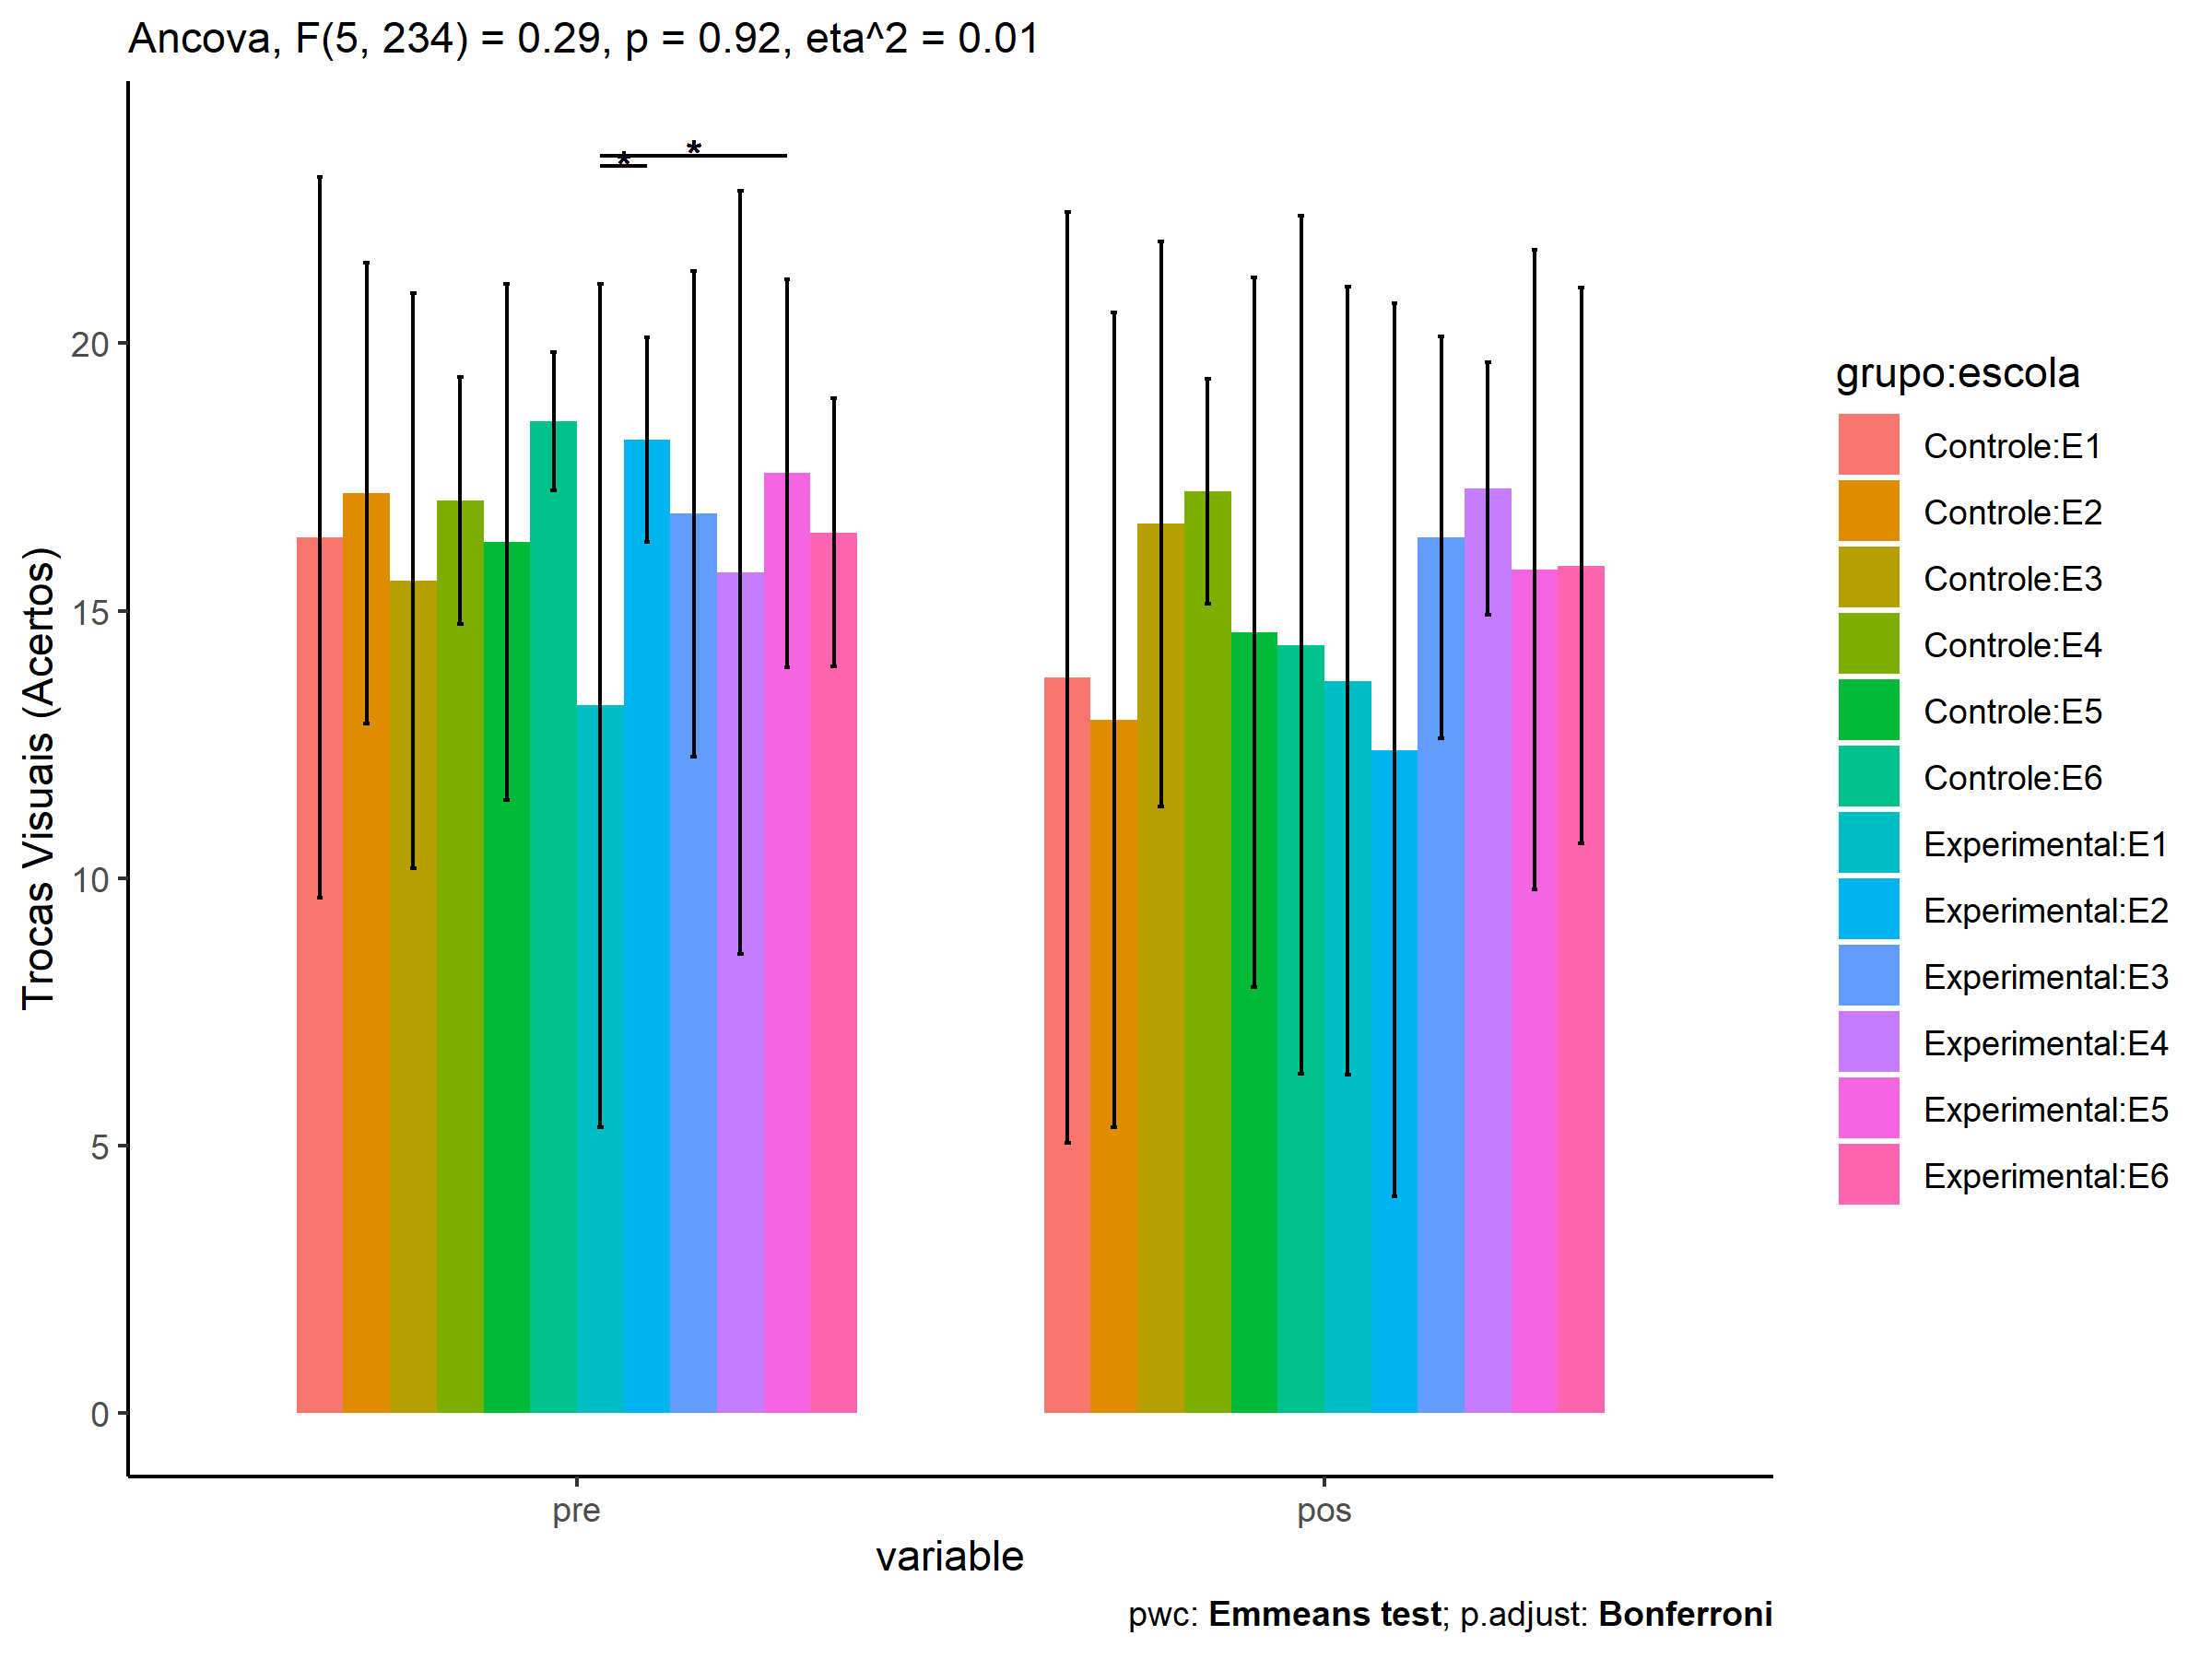 Ancova, F(5, 234) = 0.29, p = 0.92, eta^2 = 0.01
*
*
Trocas Visuais (Acertos)
20
15
10
5
0
pre
pos
variable
grupo:escola
Controle:E1
Controle:E2
Controle:E3
Controle:E4
Controle:E5
Controle:E6
Experimental:E1
Experimental:E2
Experimental:E3
Experimental:E4
Experimental:E5
Experimental:E6
pwc: Emmeans test; p.adjust: Bonferroni